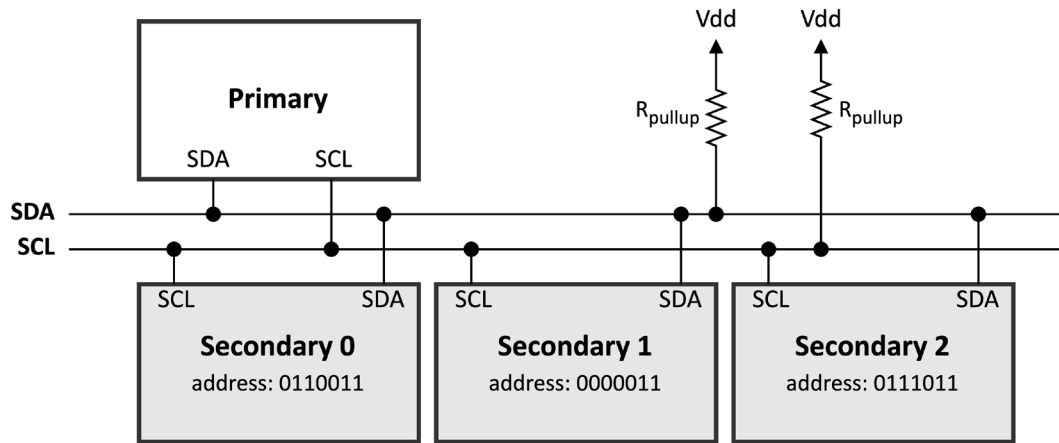 Vdd
Vdd
Primary
R_pullup
R_pullup
SDA
SCL
SDA
SCL
SCL
SDA
SCL
SDA
SCL
SDA
Secondary 0
Secondary 1
Secondary 2
address: 0110011
address: 0000011
address: 0111011